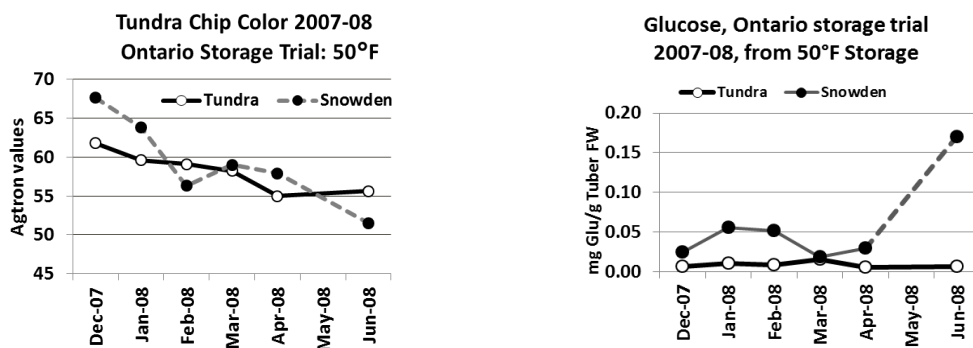 Tundra Chip Color 2007-08
Ontario Storage Trial: 50°F
Tundra
Snowden
Agtron values
70
65
60
55
50
45
Dec-07
Jan-08
Feb-08
Mar-08
Apr-08
May-08
Jun-08
Glucose, Ontario storage trial
2007-08, from 50°F Storage
Tundra
Snowden
mg Glu/g Tuber FW
0.20
0.15
0.10
0.05
0.00
Dec-07
Jan-08
Feb-08
Mar-08
Apr-08
May-08
Jun-08